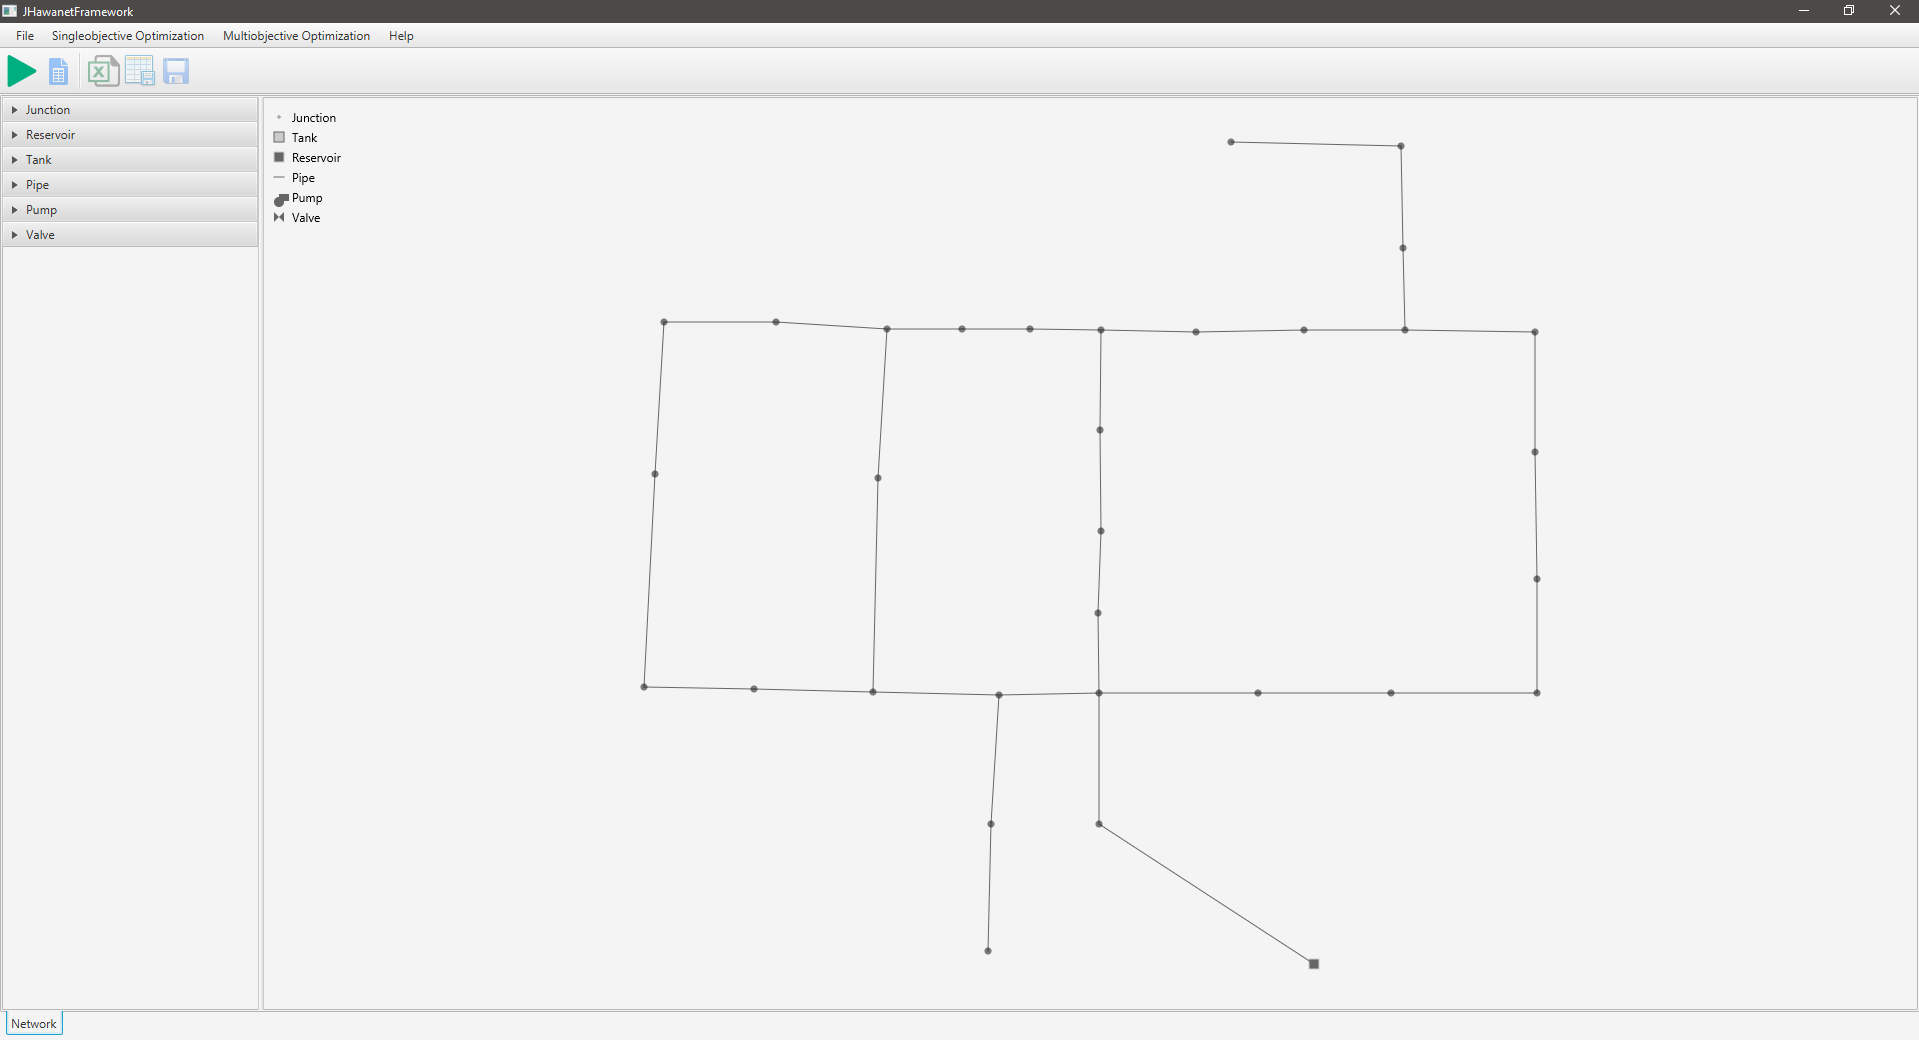 JHawanetFramework
File Singleobjective Optimization Multiobjective Optimization Help
Junction
Reservoir
Tank
Pipe
Pump
Valve
Junction
Tank
Reservoir
Pipe
Pump
Valve
Network